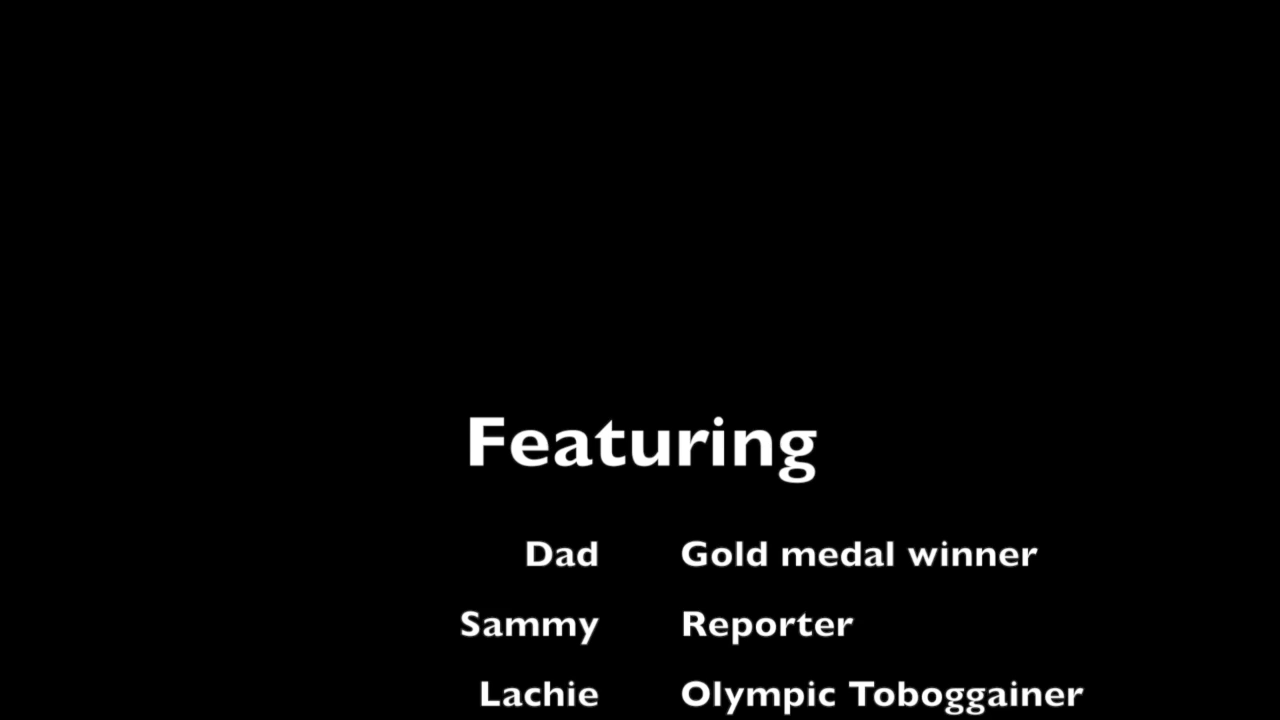 Featuring
Dad Gold medal winner
Sammy Reporter
Lachie Olympic Toboggainer